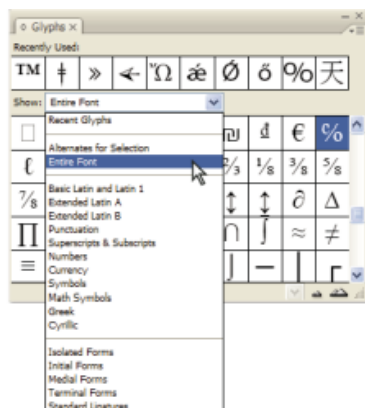 Glyphs
Recently Used:
™ ‡ » Ώ ǽ Ǿ ő % 天
Show: Entire Font
Recent Glyphs
Alternates for Selection
Entire Font
Basic Latin and Latin 1
Extended Latin A
Extended Latin B
Punctuation
Superscripts & Subscripts
Numbers
Currency
Symbols
Math Symbols
Greek
Cyrillic
Isolated Forms
Initial Forms
Medial Forms
Terminal Forms
Standard Ligatures
₪ ₫ € ℅
ℓ ⅔ ⅛ ⅜ ⅝
⅞ ↕ ↨ ∂ ∆
∏ ∩ ∫ ≈ ≠
≡ ⌡ ─ │ ┌